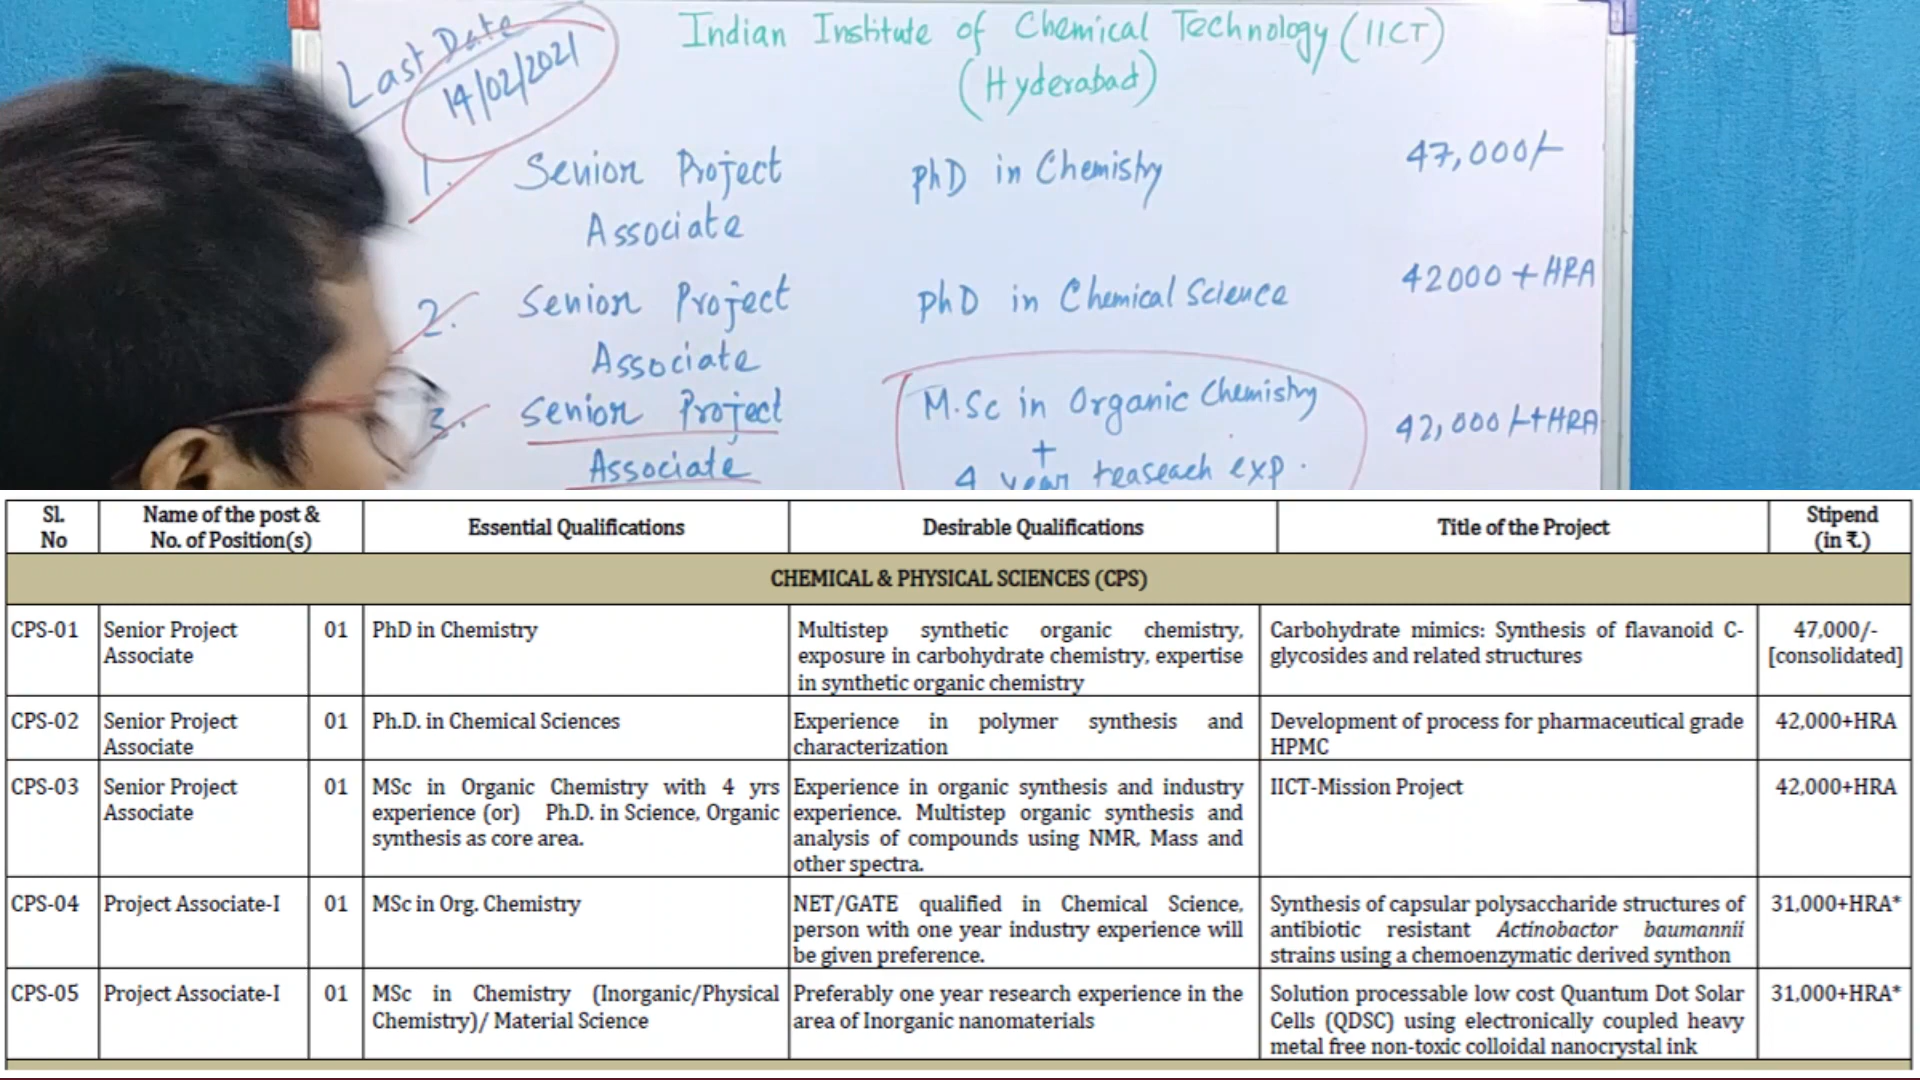 Last Date
14/02/2021
Indian Institute of Chemical Technology (IICT)
(Hyderabad)
1. Senior Project Associate phD in Chemistry 47,000/-
2. Senior Project Associate phD in Chemical Science 42000 + HRA
3. Senior Project Associate M.Sc in Organic Chemistry + 4 year reaseach exp. 42,000/-+HRA
Sl. No Name of the post & No. of Position(s) Essential Qualifications Desirable Qualifications Title of the Project Stipend (in ₹.)
CHEMICAL & PHYSICAL SCIENCES (CPS)
CPS-01
Senior Project
Associate
01
PhD in Chemistry
Multistep synthetic organic chemistry,
exposure in carbohydrate chemistry, expertise
in synthetic organic chemistry
Carbohydrate mimics: Synthesis of flavanoid C-
glycosides and related structures
47,000/-
[consolidated]
CPS-02
Senior Project
Associate
01
Ph.D. in Chemical Sciences
Experience in polymer synthesis and
characterization
Development of process for pharmaceutical grade
HPMC
42,000+HRA
CPS-03
Senior Project
Associate
01
MSc in Organic Chemistry with 4 yrs
experience (or) Ph.D. in Science, Organic
synthesis as core area.
Experience in organic synthesis and industry
experience. Multistep organic synthesis and
analysis of compounds using NMR, Mass and
other spectra.
IICT-Mission Project
42,000+HRA
CPS-04
Project Associate-I
01
MSc in Org. Chemistry
NET/GATE qualified in Chemical Science,
person with one year industry experience will
be given preference.
Synthesis of capsular polysaccharide structures of
antibiotic resistant Actinobactor baumannii
strains using a chemoenzymatic derived synthon
31,000+HRA*
CPS-05
Project Associate-I
01
MSc in Chemistry (Inorganic/Physical
Chemistry)/ Material Science
Preferably one year research experience in the
area of Inorganic nanomaterials
Solution processable low cost Quantum Dot Solar
Cells (QDSC) using electronically coupled heavy
metal free non-toxic colloidal nanocrystal ink
31,000+HRA*